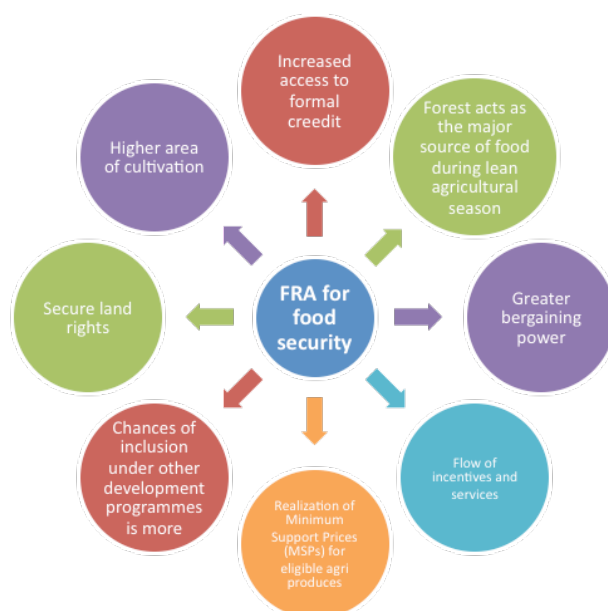 Increased
access to
formal
creedit
Forest acts as
the major
source of food
during lean
agricultural
season
Higher area
of cultivation
FRA for
food
security
Secure land
rights
Greater
bergaining
power
Chances of
inclusion
under other
development
programmes
is more
Flow of
incentives and
services
Realization of
Minimum
Support Prices
(MSPs) for
eligible agri
produces